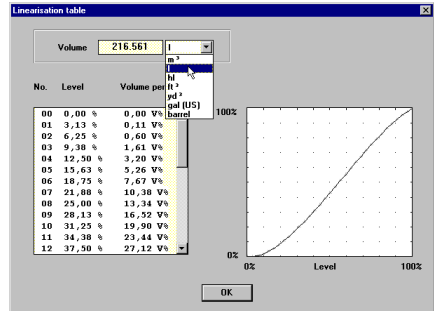 Linearisation table
Volume 216.561 l
m³
l
hl
ft³
yd³
gal (US)
barrel
No. Level Volume per
00 0,00 % 0,00 V%
01 3,13 % 0,11 V%
02 6,25 % 0,60 V%
03 9,38 % 1,61 V%
04 12,50 % 3,20 V%
05 15,63 % 5,26 V%
06 18,75 % 7,67 V%
07 21,88 % 10,38 V%
08 25,00 % 13,34 V%
09 28,13 % 16,52 V%
10 31,25 % 19,90 V%
11 34,38 % 23,44 V%
12 37,50 % 27,12 V%
100%
0%
0% Level 100%
OK